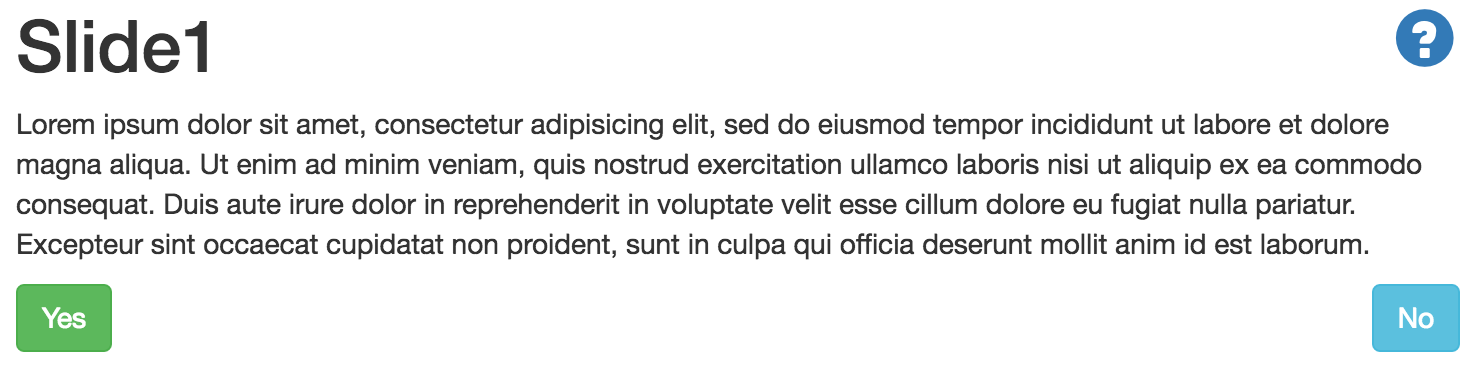 Slide1
?
Lorem ipsum dolor sit amet, consectetur adipisicing elit, sed do eiusmod tempor incididunt ut labore et dolore
magna aliqua. Ut enim ad minim veniam, quis nostrud exercitation ullamco laboris nisi ut aliquip ex ea commodo
consequat. Duis aute irure dolor in reprehenderit in voluptate velit esse cillum dolore eu fugiat nulla pariatur.
Excepteur sint occaecat cupidatat non proident, sunt in culpa qui officia deserunt mollit anim id est laborum.
Yes
No